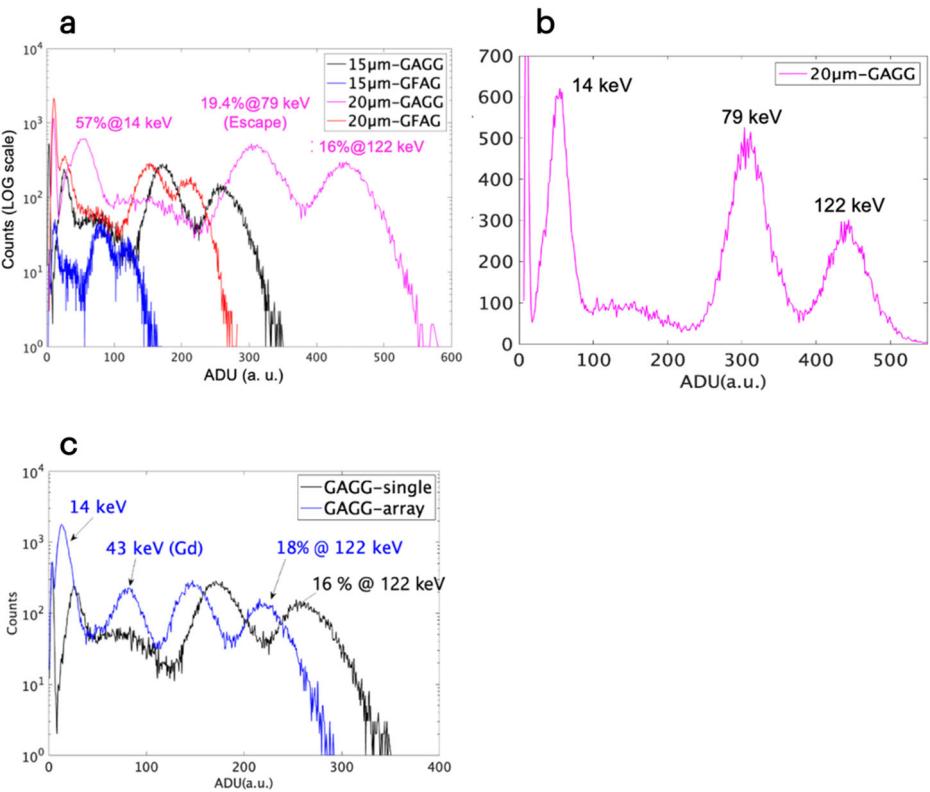 a
10⁴
10³
10²
10¹
10⁰
Counts (LOG scale)
0 100 200 300 400 500 600
ADU (a. u.)
15µm-GAGG
15µm-GFAG
20µm-GAGG
20µm-GFAG
57%@14 keV
19.4%@79 keV
(Escape)
16%@122 keV
b
700
600
500
400
300
200
100
0
0 100 200 300 400 500
ADU(a.u.)
20µm-GAGG
14 keV
79 keV
122 keV
c
10⁴
10³
10²
10¹
10⁰
Counts
0 100 200 300 400
ADU(a.u.)
GAGG-single
GAGG-array
14 keV
43 keV (Gd)
18% @ 122 keV
16 % @ 122 keV